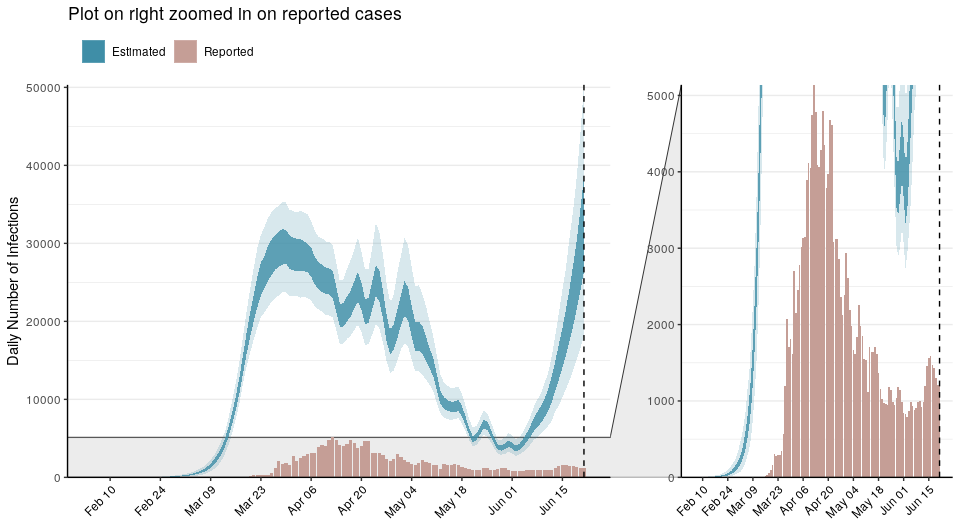 Plot on right zoomed in on reported cases
Estimated Reported
Daily Number of Infections
50000
40000
30000
20000
10000
0
Feb 10 Feb 24 Mar 09 Mar 23 Apr 06 Apr 20 May 04 May 18 Jun 01 Jun 15
5000
4000
3000
2000
1000
0
Feb 10 Feb 24 Mar 09 Mar 23 Apr 06 Apr 20 May 04 May 18 Jun 01 Jun 15